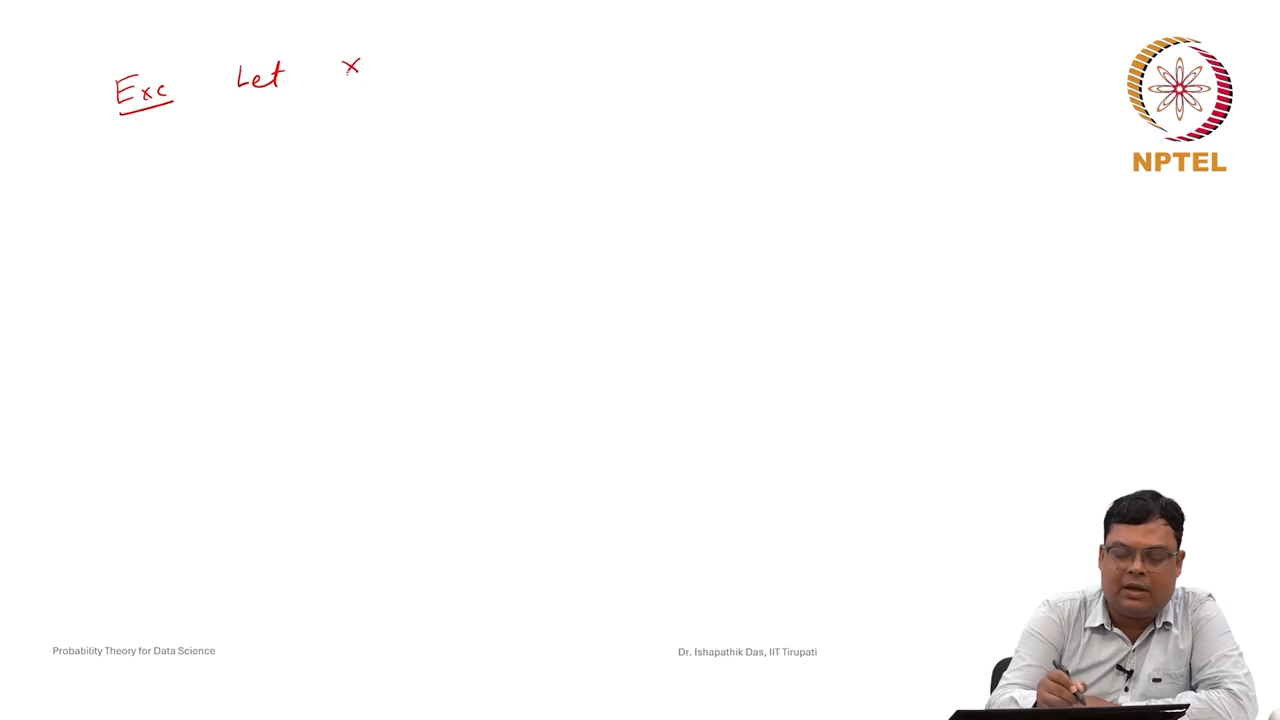 Exc Let x
NPTEL
Probability Theory for Data Science
Dr. Ishapathik Das, IIT Tirupati